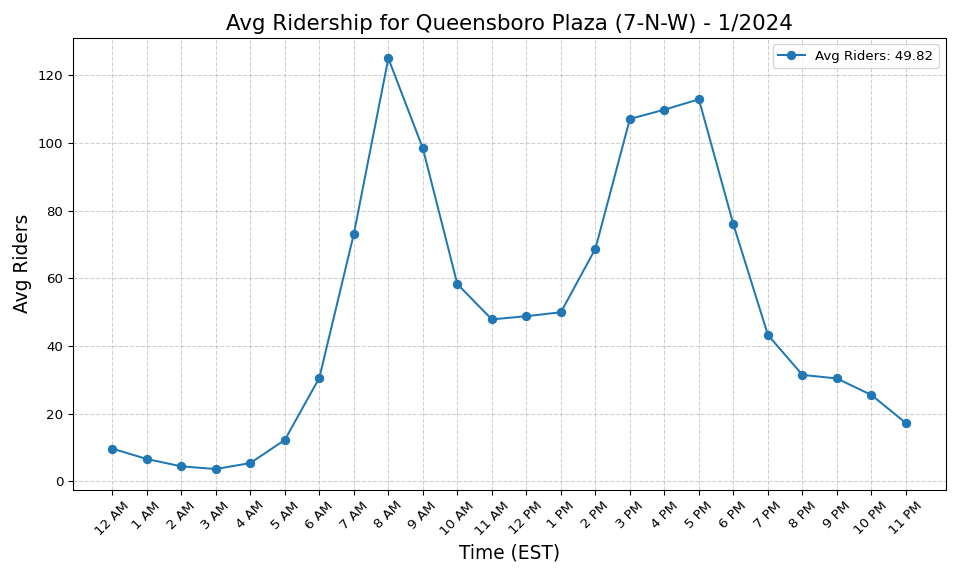 Avg Ridership for Queensboro Plaza (7-N-W) - 1/2024
Avg Riders: 49.82
Avg Riders
120
100
80
60
40
20
0
12 AM
1 AM
2 AM
3 AM
4 AM
5 AM
6 AM
7 AM
8 AM
9 AM
10 AM
11 AM
12 PM
1 PM
2 PM
3 PM
4 PM
5 PM
6 PM
7 PM
8 PM
9 PM
10 PM
11 PM
Time (EST)